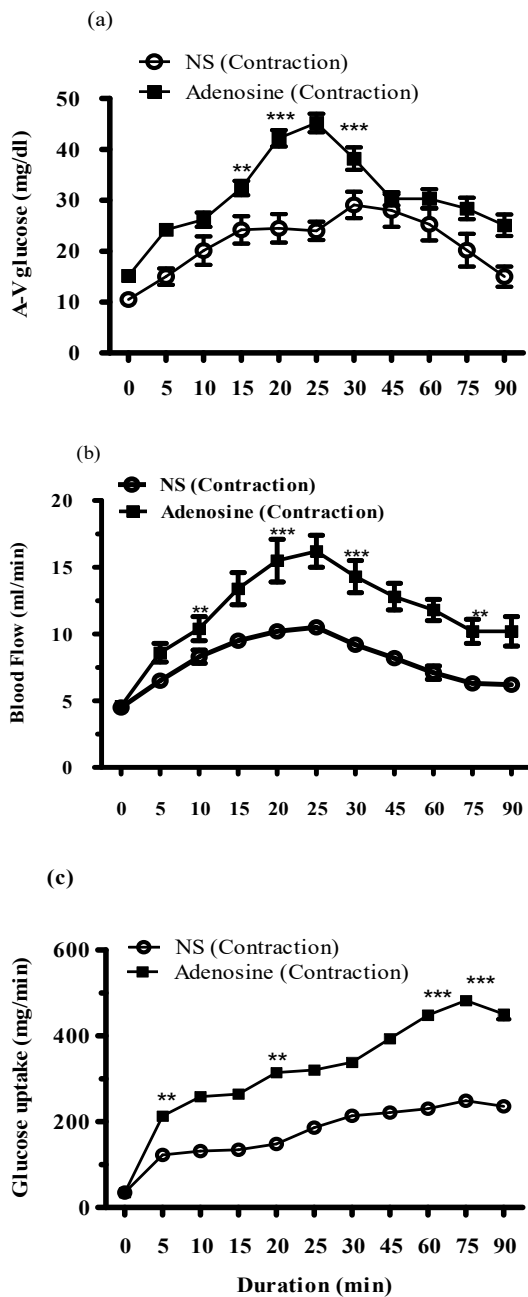 (a)
NS (Contraction)
Adenosine (Contraction)
50
40
30
20
10
0
A-V glucose (mg/dl)
** *** ***
0 5 10 15 20 25 30 45 60 75 90
(b)
NS (Contraction)
Adenosine (Contraction)
20
15
10
5
0
Blood Flow (ml/min)
** *** *** **
0 5 10 15 20 25 30 45 60 75 90
(c)
NS (Contraction)
Adenosine (Contraction)
600
400
200
0
Glucose uptake (mg/min)
** ** *** ***
0 5 10 15 20 25 30 45 60 75 90
Duration (min)